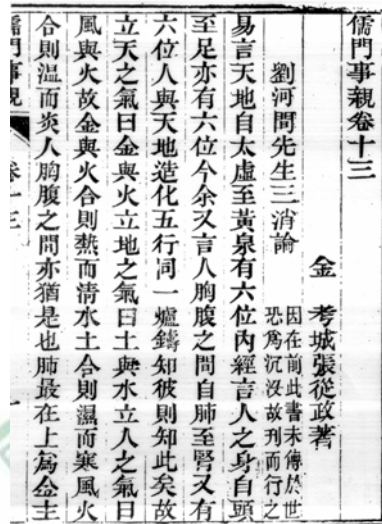 儒門事親卷十三
金　考城張從政著
劉河間先生三消論
因在前此書未傳於世
恐爲沉沒故刋而行之
易言天地自太虛至黃泉有六位內經言人之身自頭
至足亦有六位今余又言人胸腹之間自肺至腎又有
六位人與天地造化五行同一爐鑄知彼則知此矣故
立天之氣曰金與火立地之氣曰土與水立人之氣曰
風與火故金與火合則熱而清水土合則濕而寒風火
合則溫而炎人胸腹之間亦猶是也肺最在上爲金主
儒門事親
卷十三
一